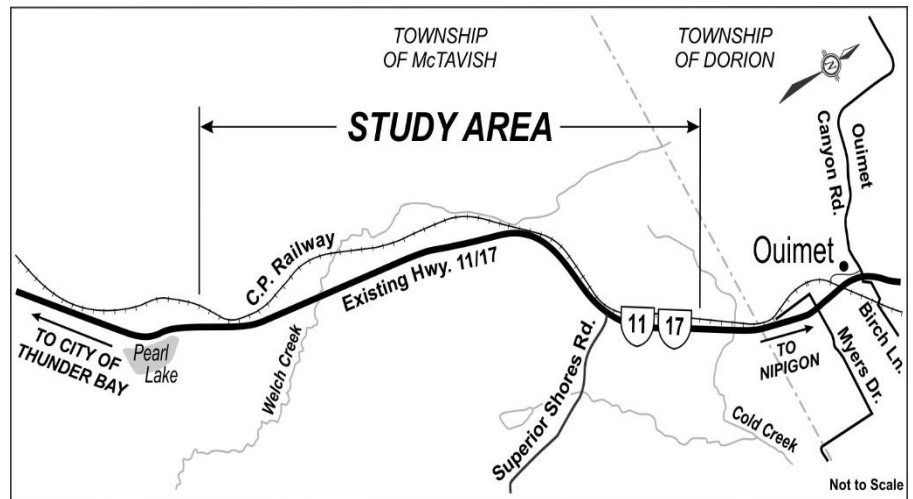 TOWNSHIP
OF McTAVISH
TOWNSHIP
OF DORION
N
STUDY AREA
Ouimet
Canyon Rd.
Ouimet
C.P. Railway
Existing Hwy. 11/17
11
17
TO CITY OF
THUNDER BAY
Pearl
Lake
Welch Creek
Superior Shores Rd.
TO
NIPIGON
Birch Ln.
Myers Dr.
Cold Creek
Not to Scale